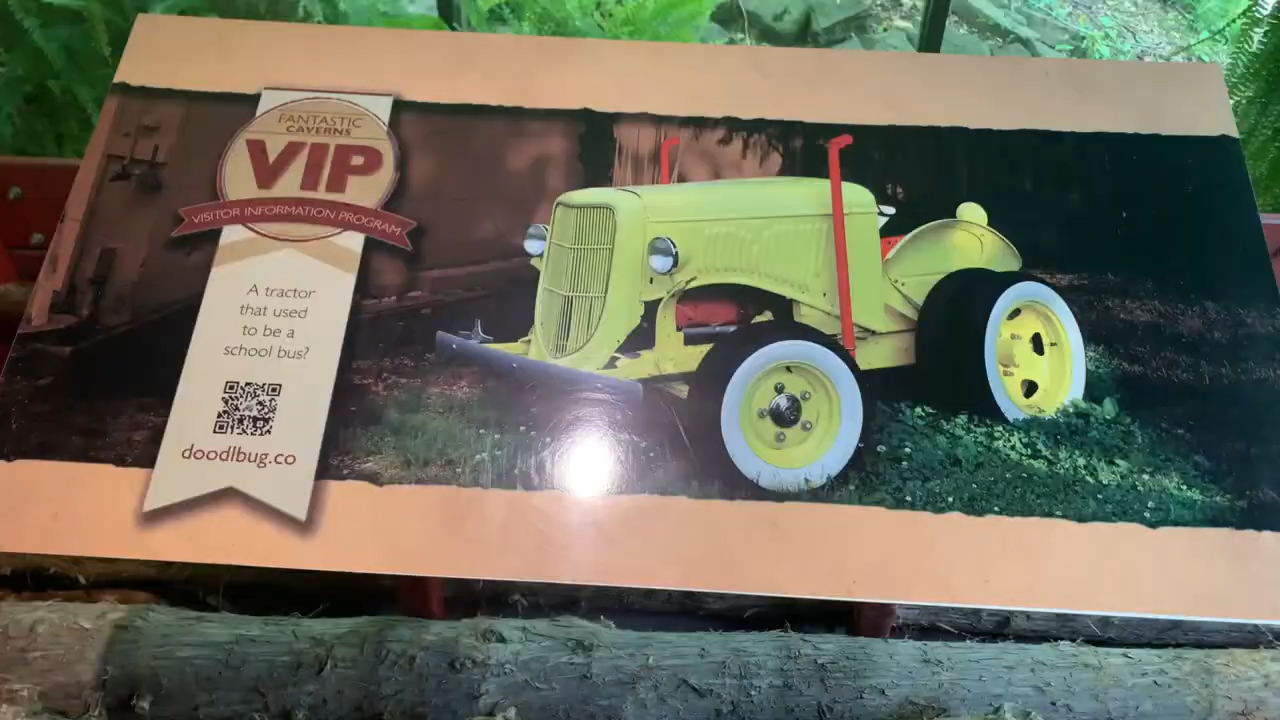 FANTASTIC
CAVERNS
VIP
VISITOR INFORMATION PROGRAM
A tractor
that used
to be a
school bus?
doodlbug.co